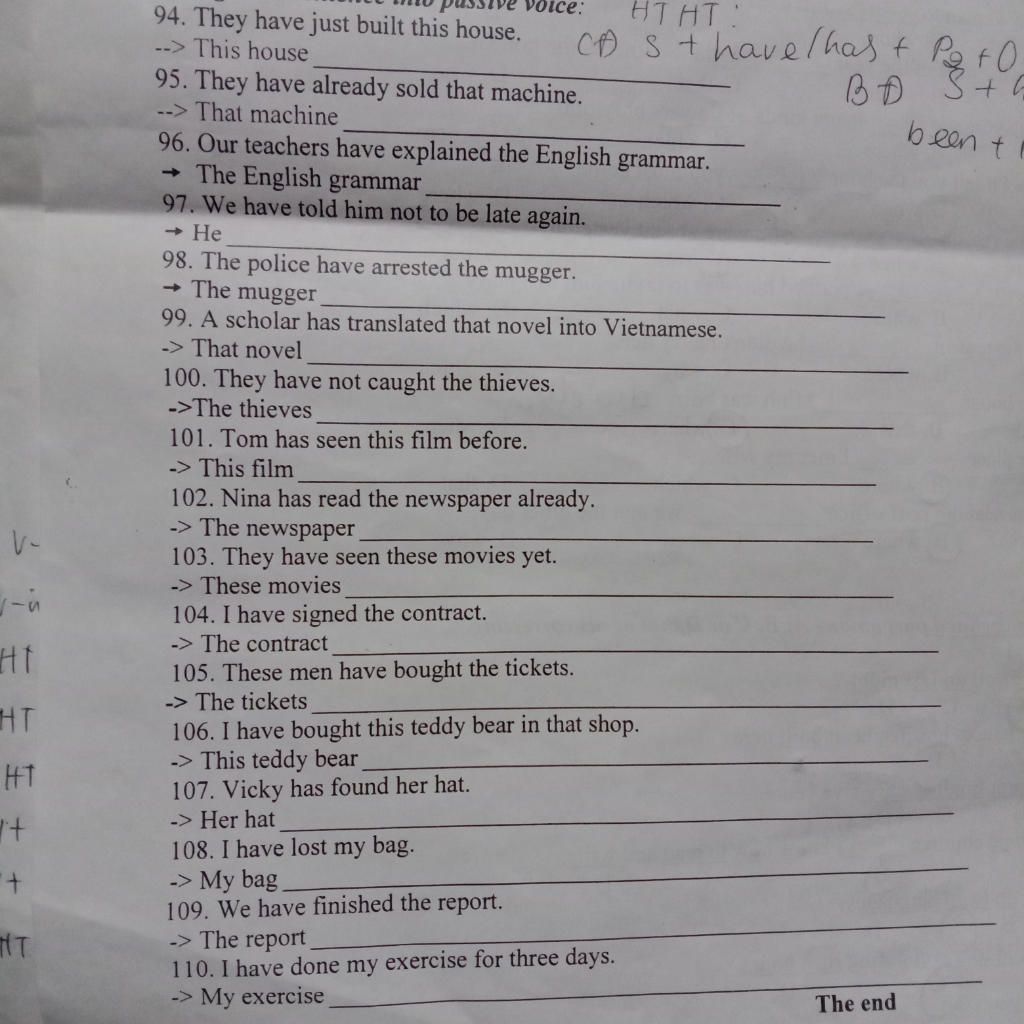 into passive voice:
HTHT:
94. They have just built this house.
CĐ S + have/has + P2 + O
--> This house
BĐ S +
95. They have already sold that machine.
been +
--> That machine
96. Our teachers have explained the English grammar.
→ The English grammar
97. We have told him not to be late again.
→ He
98. The police have arrested the mugger.
→ The mugger
99. A scholar has translated that novel into Vietnamese.
-> That novel
100. They have not caught the thieves.
->The thieves
101. Tom has seen this film before.
-> This film
102. Nina has read the newspaper already.
-> The newspaper
103. They have seen these movies yet.
-> These movies
104. I have signed the contract.
-> The contract
105. These men have bought the tickets.
-> The tickets
106. I have bought this teddy bear in that shop.
-> This teddy bear
107. Vicky has found her hat.
-> Her hat
108. I have lost my bag.
-> My bag
109. We have finished the report.
-> The report
110. I have done my exercise for three days.
-> My exercise
The end